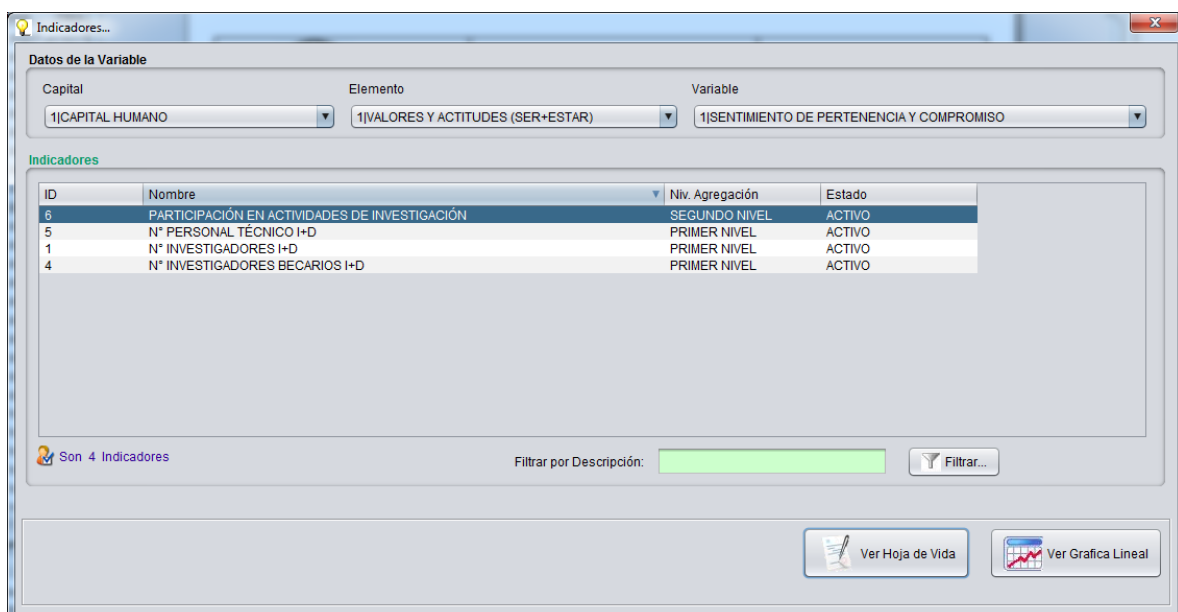 Indicadores...
Datos de la Variable
Capital Elemento Variable
1|CAPITAL HUMANO 1|VALORES Y ACTITUDES (SER+ESTAR) 1|SENTIMIENTO DE PERTENENCIA Y COMPROMISO
Indicadores
ID Nombre Niv. Agregación Estado
6 PARTICIPACIÓN EN ACTIVIDADES DE INVESTIGACIÓN SEGUNDO NIVEL ACTIVO
5 N° PERSONAL TÉCNICO I+D PRIMER NIVEL ACTIVO
1 N° INVESTIGADORES I+D PRIMER NIVEL ACTIVO
4 N° INVESTIGADORES BECARIOS I+D PRIMER NIVEL ACTIVO
Son 4 Indicadores Filtrar por Descripción: Filtrar...
Ver Hoja de Vida Ver Grafica Lineal